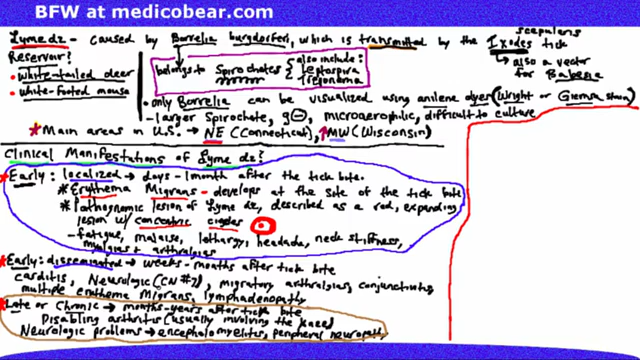 BFW at medicobear.com
Lyme dz - caused by Borrelia burgdorferi, which is transmitted by the Ixodes tick
scapularis
Reservoir?
• white-tailed deer
• white-footed mouse
belongs to Spirochetes { also include: leptospira treponema
↳ also a vector for Babesia
• only Borrelia can be visualized using anilene dyes (Wright or Giemsa stain)
- larger Spirochete, g⊖, microaerophilic, difficult to culture
* Main areas in U.S. → NE (Connecticut), ↑MW (Wisconsin)
Clinical Manifestations of Lyme dz?
* Early: localized → days - 1 month after the tick bite.
* Erythema Migrans - develops at the site of the tick bite
* Pathognomic lesion of Lyme dz, described as a red, expanding
lesion w/ concentric circles
- fatigue, malaise, lethargy, headache, neck stiffness,
myalgias + arthralgias
* Early: disseminated → weeks - months after tick bite
carditis, Neurologic (CN #7), migratory arthralgias, conjunctivitis
multiple erythema migrans, lymphadenopathy
* Late or Chronic → months-years after tick bite
Disabling arthritis (usually involving the knee)
Neurologic problems → encephalomyelitis, peripheral neuropathy